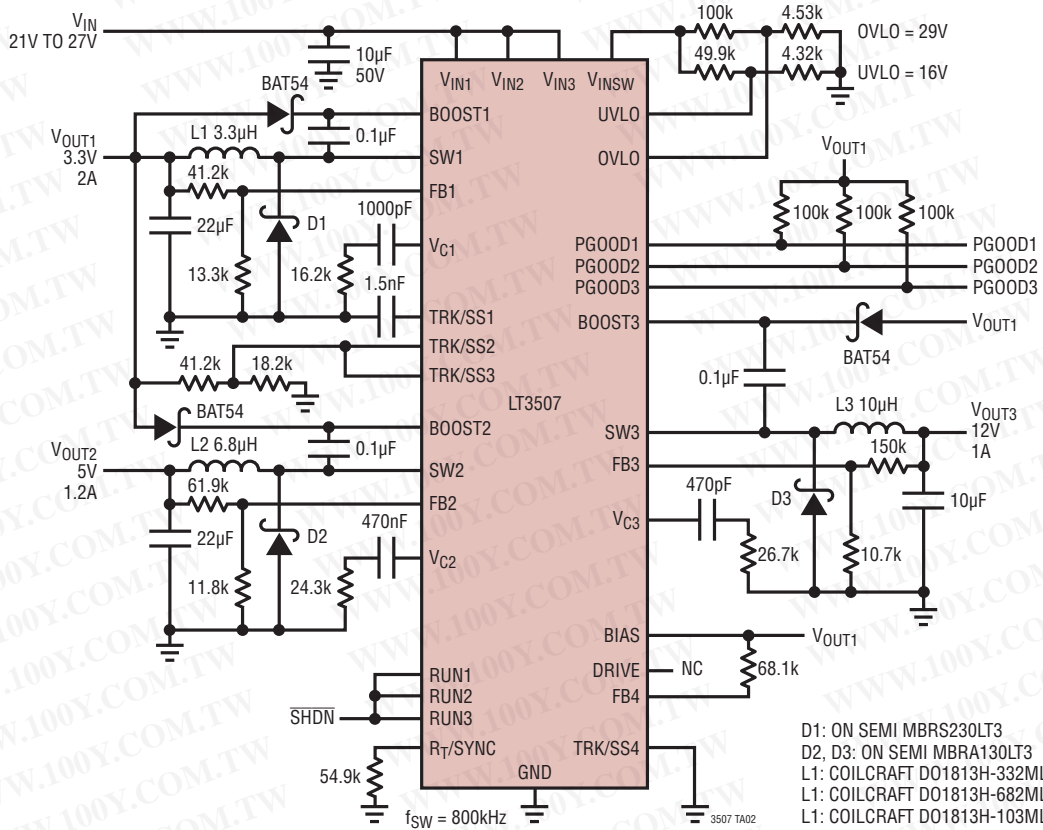 V_IN
21V TO 27V
10µF
50V
V_IN1 V_IN2 V_IN3 V_INSW
100k 4.53k
49.9k 4.32k
OVLO = 29V
UVLO = 16V
BAT54
BOOST1
0.1µF
UVLO
V_OUT1
3.3V
2A
L1 3.3µH
SW1
OVLO
41.2k
FB1
22µF
D1
13.3k
16.2k
1000pF
V_C1
1.5nF
TRK/SS1
V_OUT1
100k 100k 100k
PGOOD1 PGOOD1
PGOOD2 PGOOD2
PGOOD3 PGOOD3
BOOST3
V_OUT1
BAT54
0.1µF
41.2k 18.2k
TRK/SS2
TRK/SS3
LT3507
BAT54
BOOST2
0.1µF
V_OUT2
5V
1.2A
L2 6.8µH
SW2
61.9k
FB2
22µF
D2
11.8k
24.3k
470nF
V_C2
SW3
L3 10µH
V_OUT3
12V
1A
FB3
150k
470pF
V_C3
D3
10µF
26.7k
10.7k
BIAS
V_OUT1
DRIVE
NC
68.1k
FB4
RUN1
RUN2
SHDN
RUN3
R_T/SYNC
TRK/SS4
GND
54.9k
f_SW = 800kHz
3507 TA02
D1: ON SEMI MBRS230LT3
D2, D3: ON SEMI MBRA130LT3
L1: COILCRAFT DO1813H-332ML
L1: COILCRAFT DO1813H-682ML
L1: COILCRAFT DO1813H-103ML
WWW.100Y.COM.TW